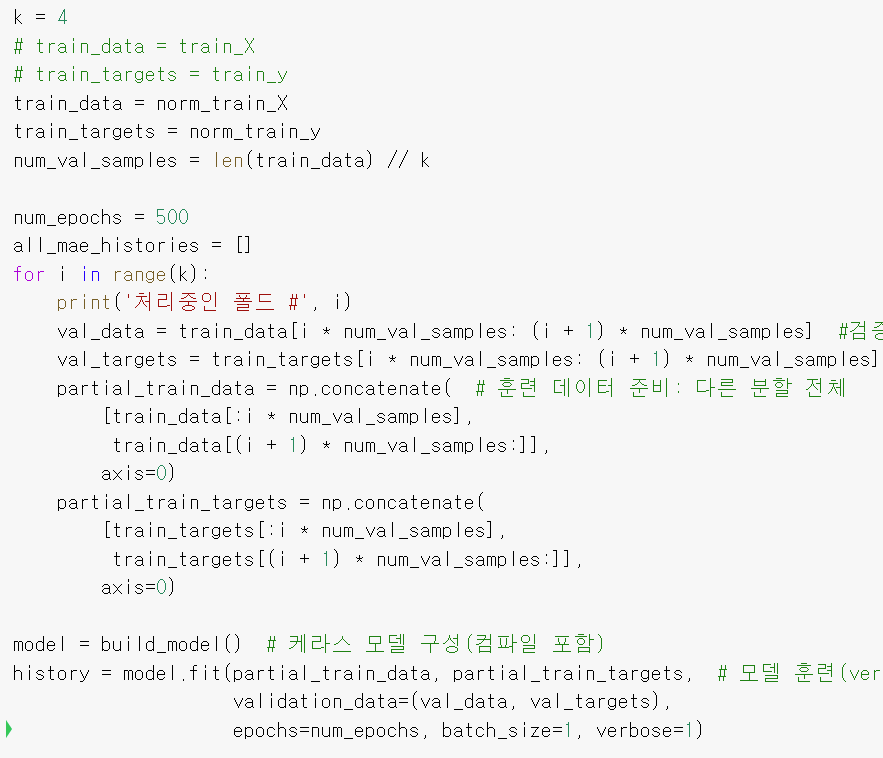 k = 4
# train_data = train_X
# train_targets = train_y
train_data = norm_train_X
train_targets = norm_train_y
num_val_samples = len(train_data) // k
num_epochs = 500
all_mae_histories = []
for i in range(k):
    print('처리중인 폴드 #', i)
    val_data = train_data[i * num_val_samples: (i + 1) * num_val_samples]  #검증
    val_targets = train_targets[i * num_val_samples: (i + 1) * num_val_samples]
    partial_train_data = np.concatenate(  # 훈련 데이터 준비: 다른 분할 전체
        [train_data[:i * num_val_samples],
         train_data[(i + 1) * num_val_samples:]],
        axis=0)
    partial_train_targets = np.concatenate(
        [train_targets[:i * num_val_samples],
         train_targets[(i + 1) * num_val_samples:]],
        axis=0)
model = build_model()  # 케라스 모델 구성(컴파일 포함)
history = model.fit(partial_train_data, partial_train_targets,  # 모델 훈련(ver
                    validation_data=(val_data, val_targets),
                    epochs=num_epochs, batch_size=1, verbose=1)